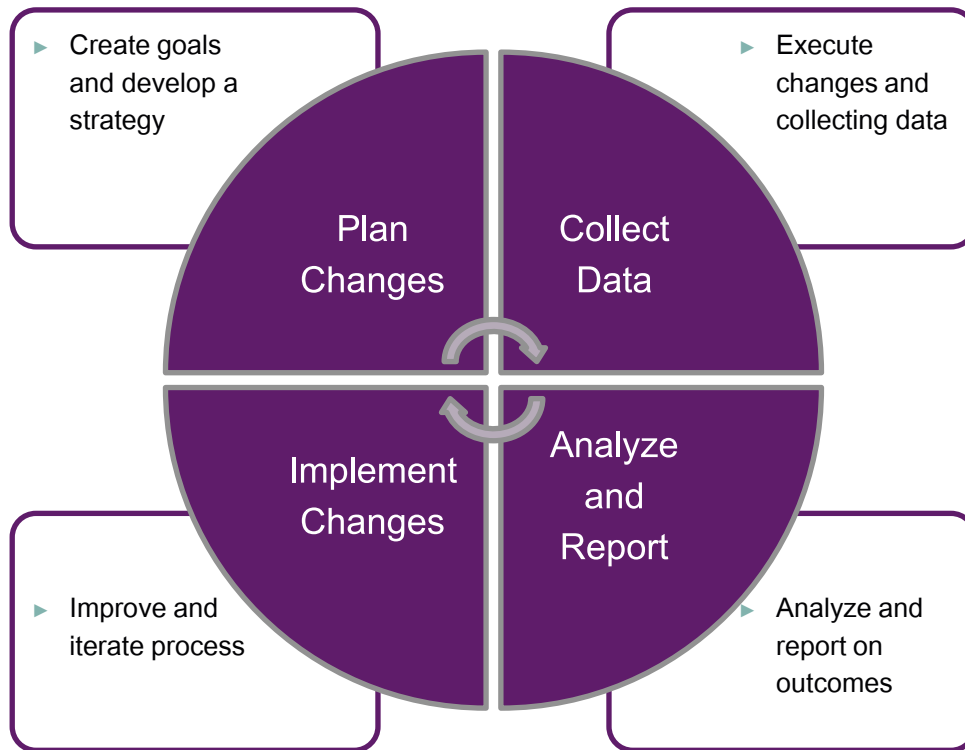 Create goals
and develop a
strategy
Execute
changes and
collecting data
Plan
Changes
Collect
Data
Implement
Changes
Analyze
and
Report
Improve and
iterate process
Analyze and
report on
outcomes